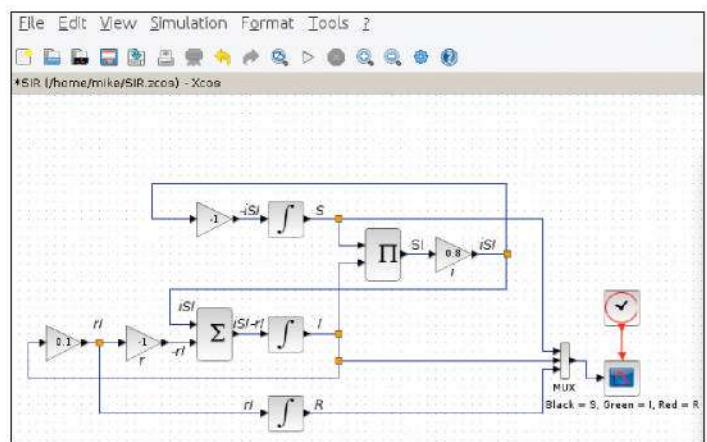 File Edit View Simulation Format Tools ?
*SIR (/home/mike/SIR.zcos) - Xcos
-1 -iSI ∫ S
Π SI 0.8 iSI
i
iSI
0.1 rI -1 -rI Σ iSI-rI ∫ I
r
rI ∫ R
MUX
Black = S, Green = I, Red = R